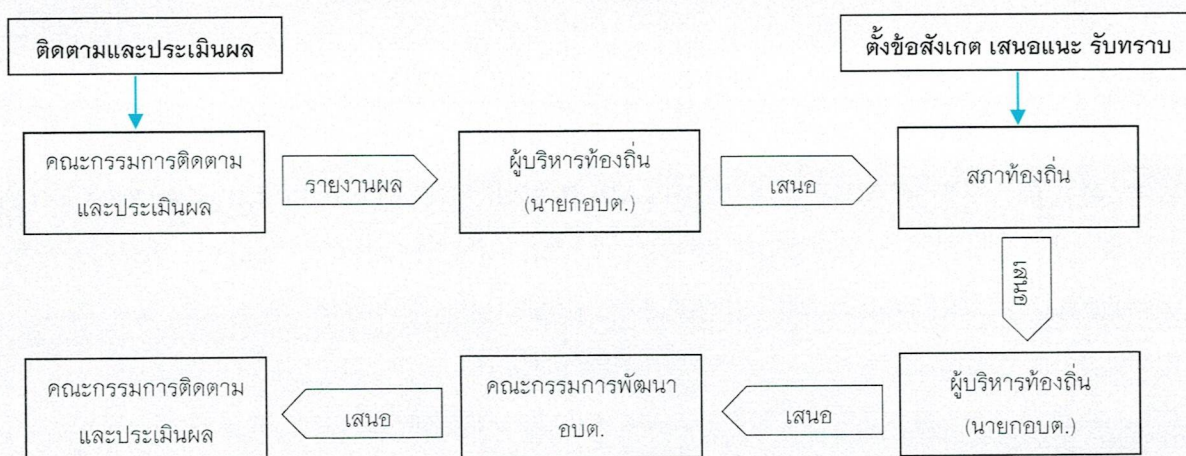 ติดตามและประเมินผล
ตั้งข้อสังเกต เสนอแนะ รับทราบ
คณะกรรมการติดตาม
และประเมินผล
รายงานผล
ผู้บริหารท้องถิ่น
(นายกอบต.)
เสนอ
สภาท้องถิ่น
เสนอ
ผู้บริหารท้องถิ่น
(นายกอบต.)
เสนอ
คณะกรรมการพัฒนา
อบต.
เสนอ
คณะกรรมการติดตาม
และประเมินผล